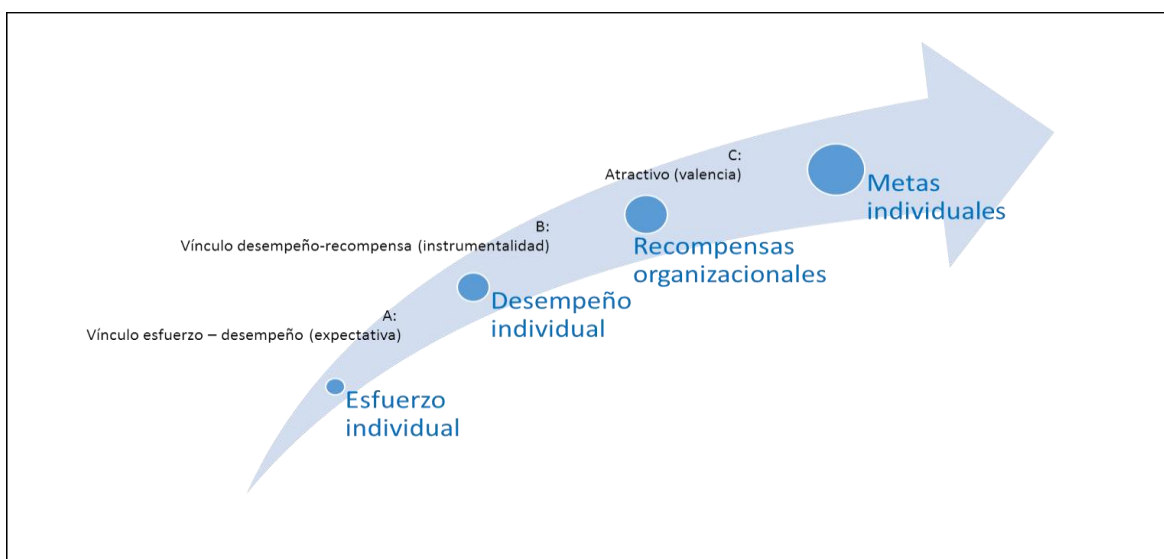 C:
Atractivo (valencia)
Metas
individuales
B:
Vínculo desempeño-recompensa (instrumentalidad)
Recompensas
organizacionales
A:
Vínculo esfuerzo – desempeño (expectativa)
Desempeño
individual
Esfuerzo
individual